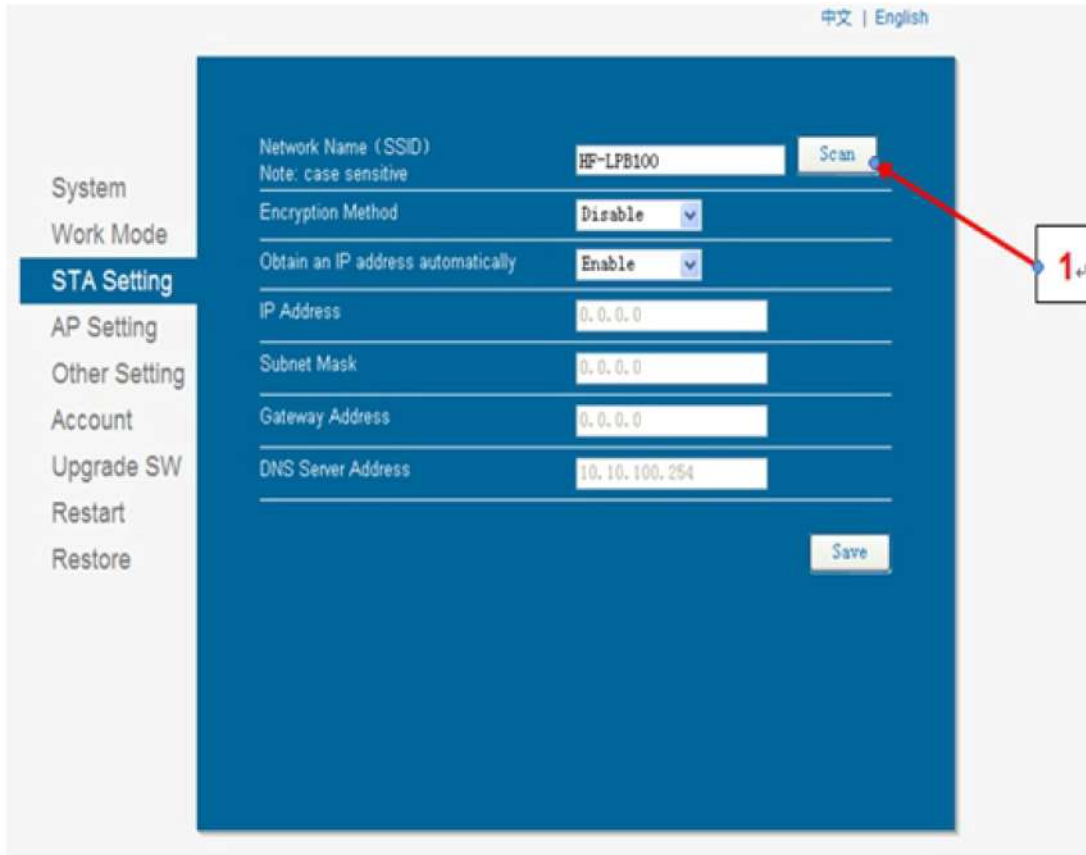 中文 | English
Network Name (SSID)
Note: case sensitive
HF-LPB100
Scan
Encryption Method
Disable
Obtain an IP address automatically
Enable
IP Address
0.0.0.0
Subnet Mask
0.0.0.0
Gateway Address
0.0.0.0
DNS Server Address
10.10.100.254
Save
System
Work Mode
STA Setting
AP Setting
Other Setting
Account
Upgrade SW
Restart
Restore
1↵